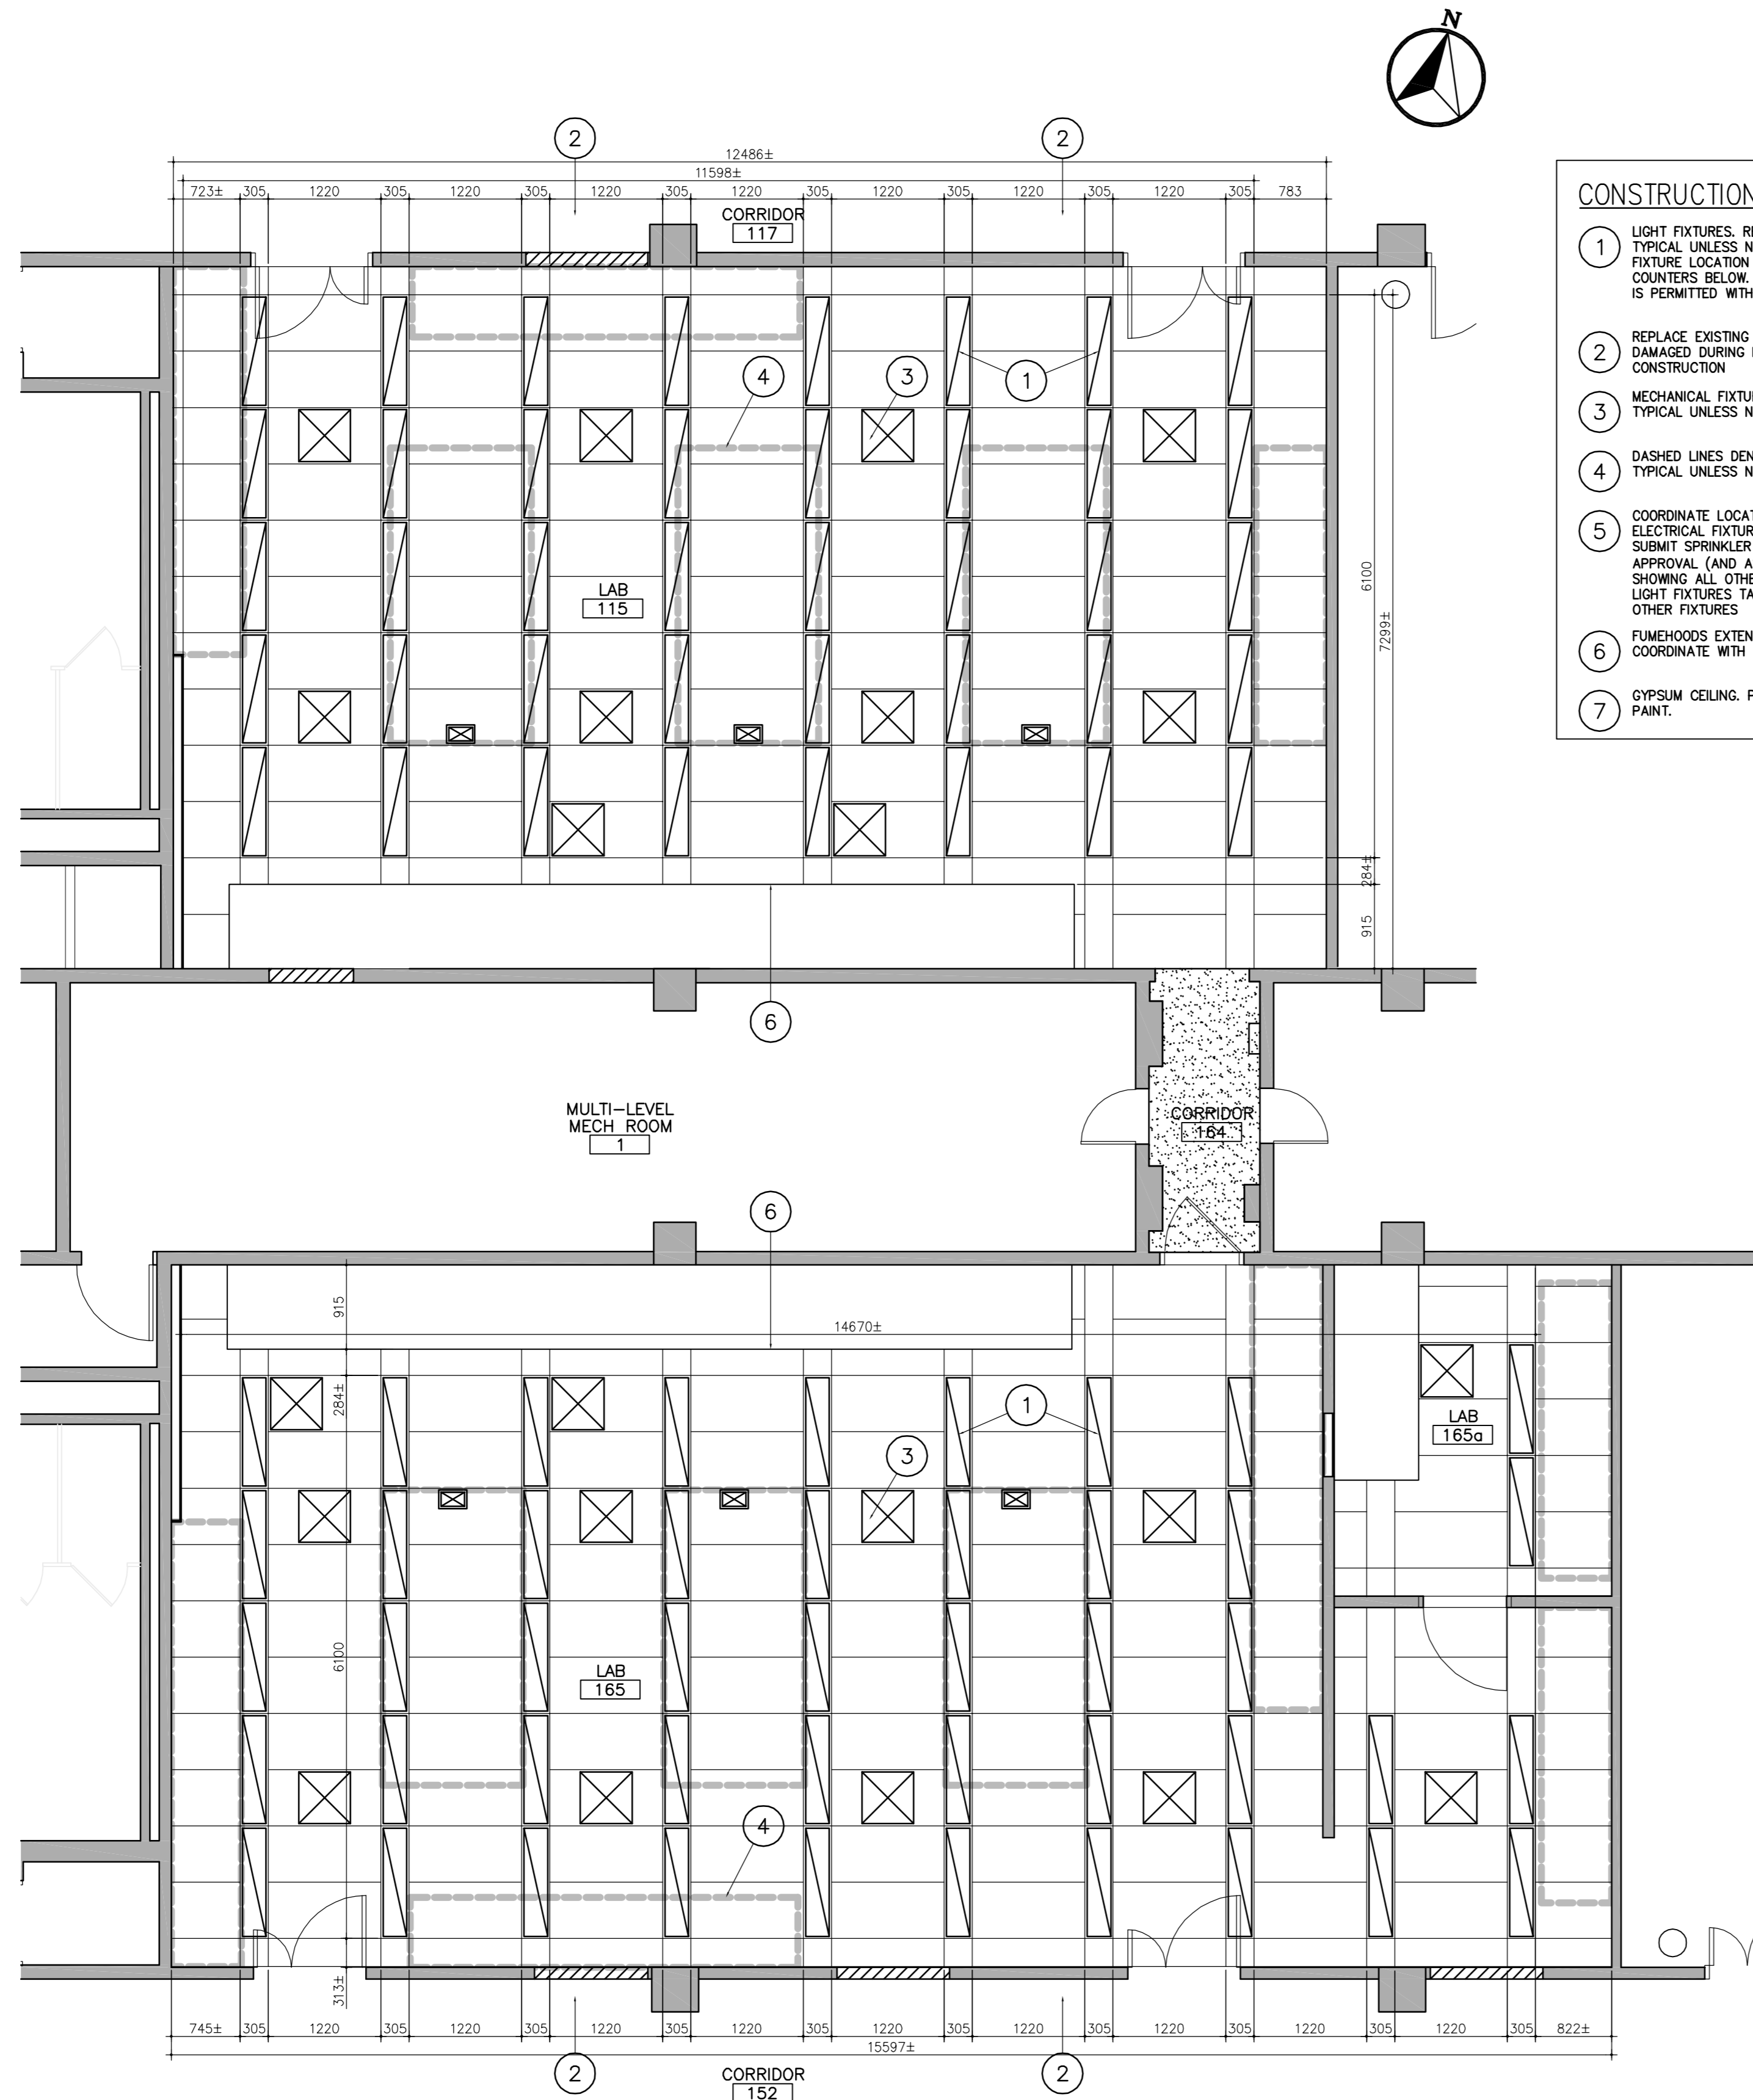 N
2
2
12486±
11598±
723± 305 1220 305 1220 305 1220 305 1220 305 1220 305 1220 305 1220 305 783
CORRIDOR
117
CONSTRUCTION
1 LIGHT FIXTURES. RE
TYPICAL UNLESS N
FIXTURE LOCATION
COUNTERS BELOW.
IS PERMITTED WITH
2 REPLACE EXISTING
DAMAGED DURING
CONSTRUCTION
3 MECHANICAL FIXTU
TYPICAL UNLESS N
4 DASHED LINES DEN
TYPICAL UNLESS N
5 COORDINATE LOCAT
ELECTRICAL FIXTUR
SUBMIT SPRINKLER
APPROVAL (AND A
SHOWING ALL OTHE
LIGHT FIXTURES TA
OTHER FIXTURES
6 FUMEHOODS EXTEN
COORDINATE WITH
7 GYPSUM CEILING. P
PAINT.
4
3
1
LAB
115
6100
7299±
284±
915
6
MULTI-LEVEL
MECH ROOM
1
CORRIDOR
164
6
915
14670±
284±
1
3
LAB
165a
6100
LAB
165
4
313±
745± 305 1220 305 1220 305 1220 305 1220 305 1220 305 1220 305 1220 305 1220 305 1220 305 822±
15597±
2
2
CORRIDOR
152